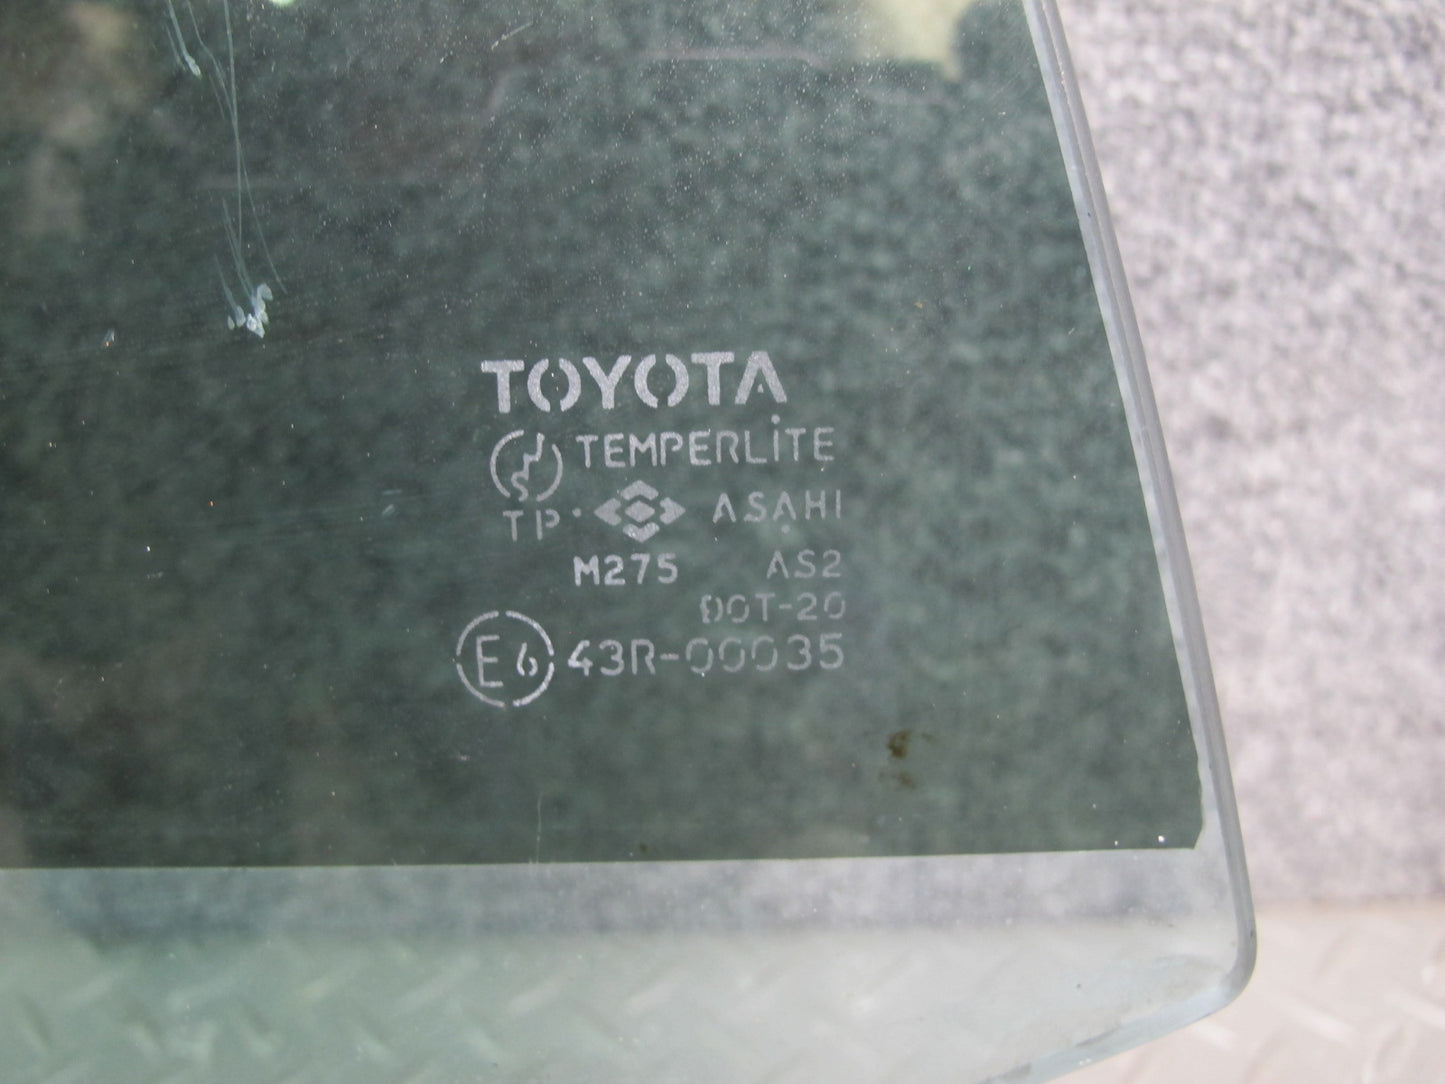 TOYOTA
TEMPERLITE
TP · ASAHI
M275 AS2
DOT-20
E6 43R-00035